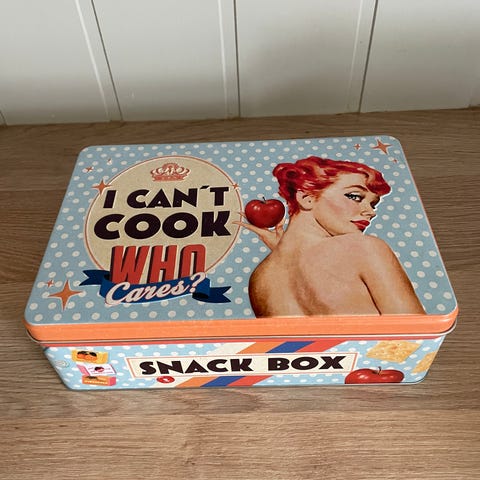 I CAN´T
COOK
WHO
Cares?
SNACK BOX